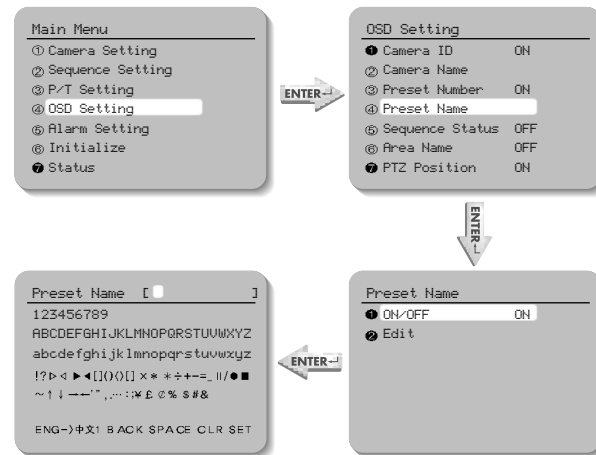 Main Menu
① Camera Setting
② Sequence Setting
③ P/T Setting
④ OSD Setting
⑤ Alarm Setting
⑥ Initialize
❼ Status
ENTER↵
OSD Setting
❶ Camera ID ON
② Camera Name
③ Preset Number ON
④ Preset Name
⑤ Sequence Status OFF
⑥ Area Name OFF
❼ PTZ Position ON
ENTER↵
Preset Name
❶ ON/OFF ON
❷ Edit
ENTER↵
Preset Name [ ]
123456789
ABCDEFGHIJKLMNOPQRSTUVWXYZ
abcdefghijklmnopqrstuvwxyz
!?▷◁ ▶◀[]()⟨⟩[] ×* ∗÷+−=_॥/●■
~↑↓→←'",.…:;¥£⊘% $#&
ENG->中文1 BACK SPACE CLR SET